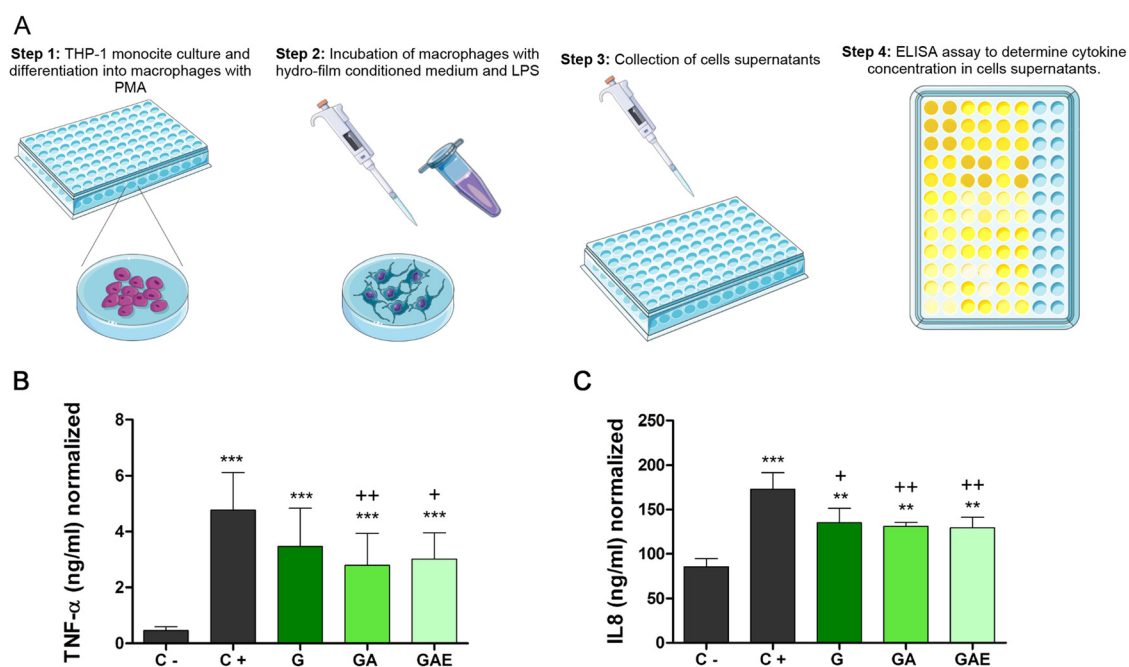 A
Step 1: THP-1 monocite culture and
differentiation into macrophages with
PMA
Step 2: Incubation of macrophages with
hydro-film conditioned medium and LPS
Step 3: Collection of cells supernatants
Step 4: ELISA assay to determine cytokine
concentration in cells supernatants.
B
TNF-α (ng/ml) normalized
8
6
4
2
0
***
***
++
***
+
***
C -
C +
G
GA
GAE
C
IL8 (ng/ml) normalized
250
200
150
100
50
0
***
+
**
++
**
++
**
C -
C +
G
GA
GAE